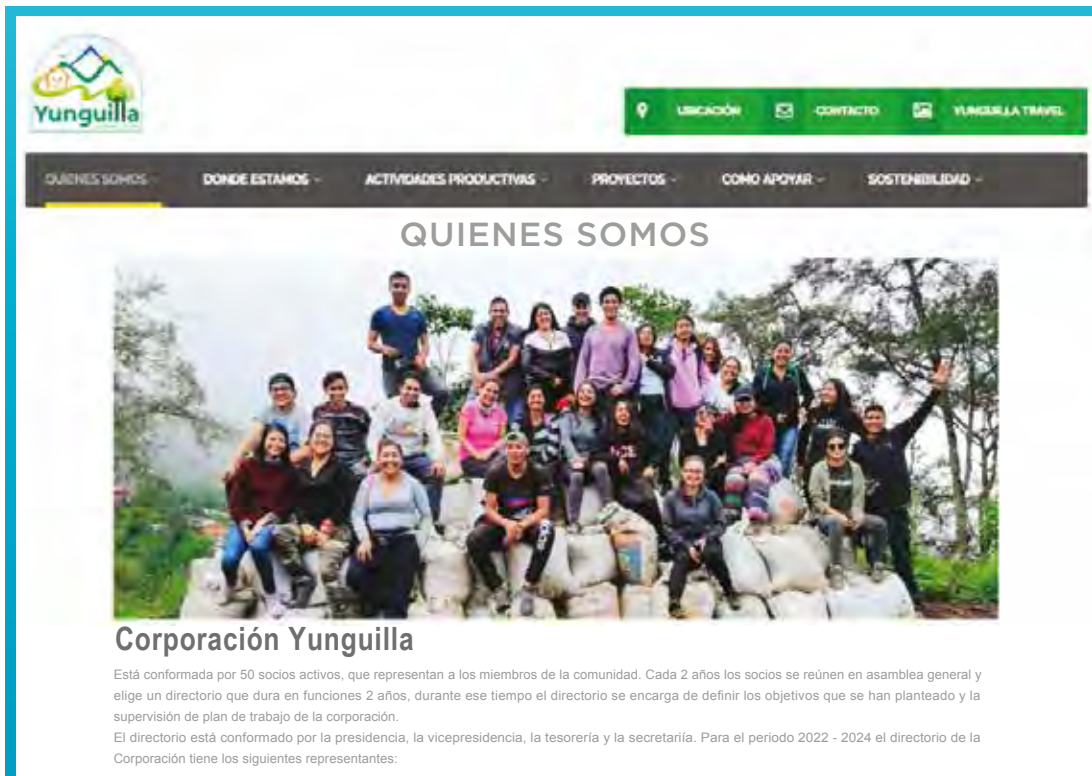 Yunguilla
UBICACIÓN CONTACTO YUNGUILLA TRAVEL
QUIENES SOMOS DONDE ESTAMOS ACTIVIDADES PRODUCTIVAS PROYECTOS COMO APOYAR SOSTENIBILIDAD
QUIENES SOMOS
Corporación Yunguilla
Está conformada por 50 socios activos, que representan a los miembros de la comunidad. Cada 2 años los socios se reúnen en asamblea general y
elige un directorio que dura en funciones 2 años, durante ese tiempo el directorio se encarga de definir los objetivos que se han planteado y la
supervisión de plan de trabajo de la corporación.
El directorio está conformado por la presidencia, la vicepresidencia, la tesorería y la secretariía. Para el periodo 2022 - 2024 el directorio de la
Corporación tiene los siguientes representantes: